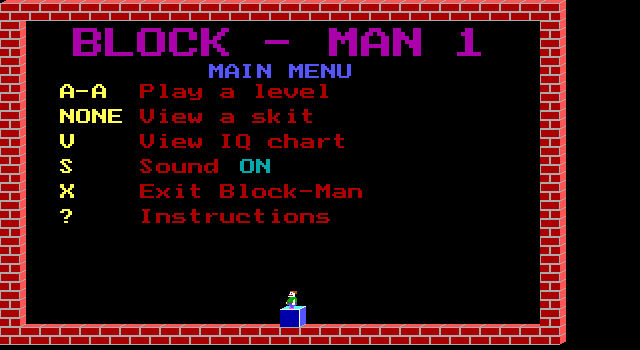 BLOCK - MAN 1
MAIN MENU
A-A Play a level
NONE View a skit
V View IQ chart
S Sound ON
X Exit Block-Man
? Instructions